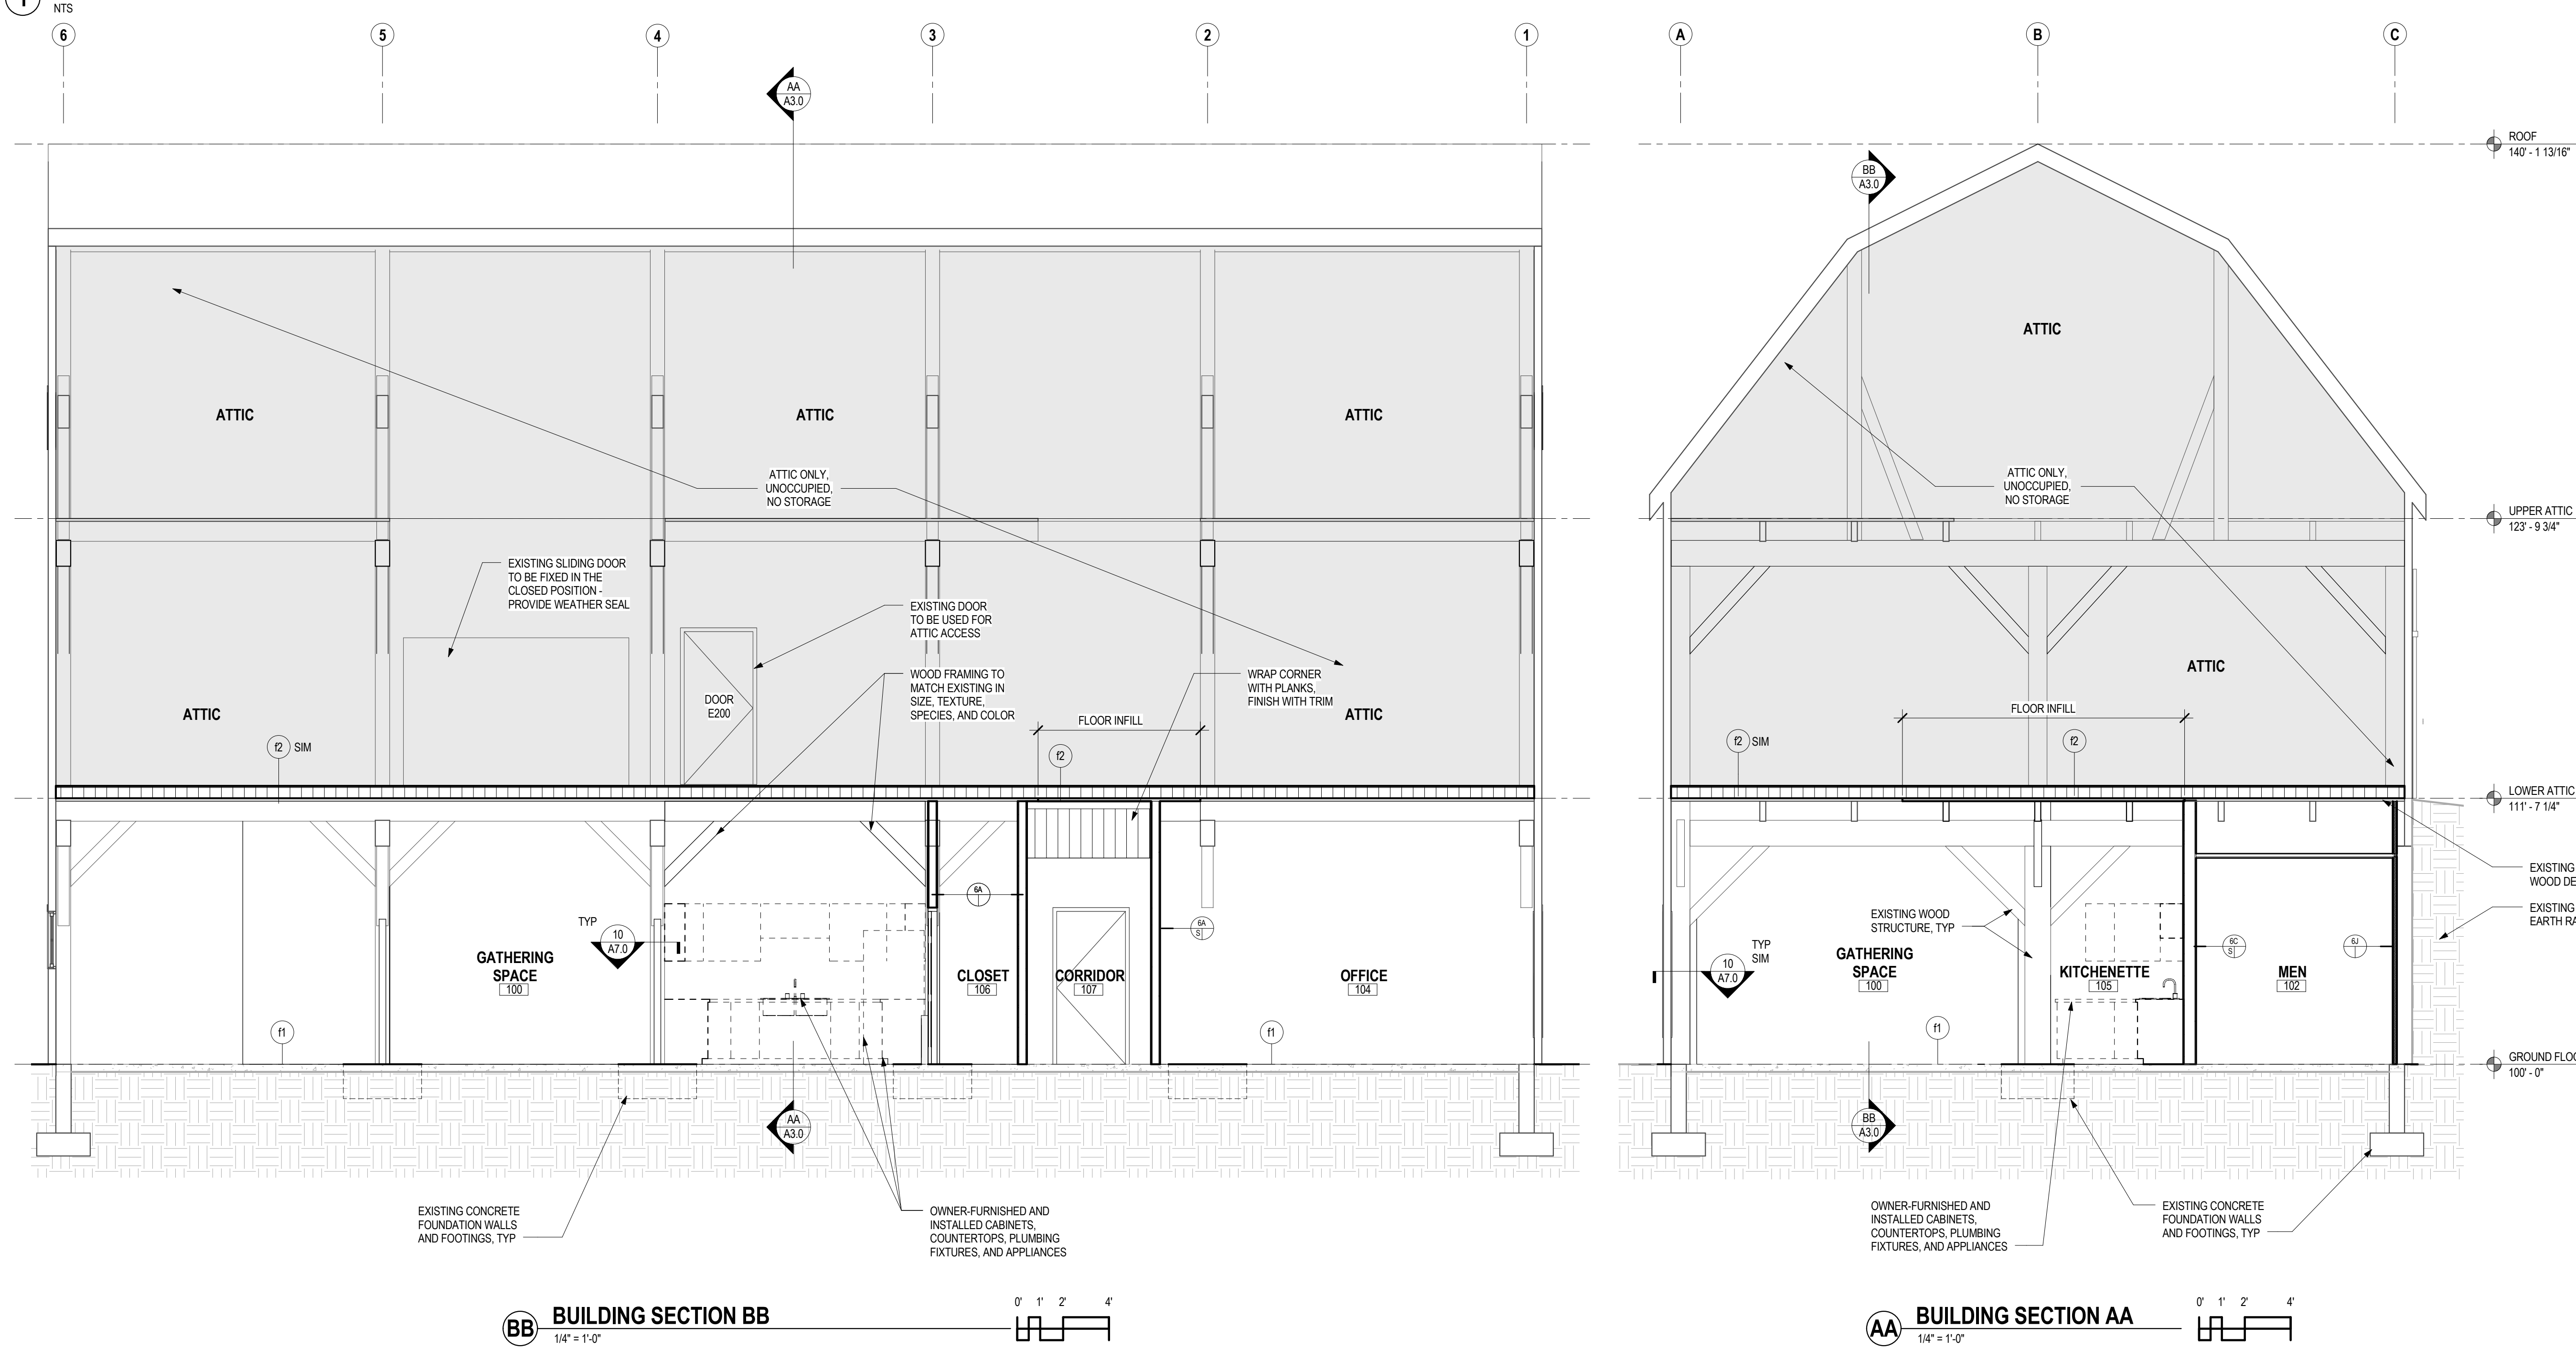 1
NTS
6
5
4
3
2
1
AA
A3.0
ATTIC
ATTIC
ATTIC
ATTIC ONLY,
UNOCCUPIED,
NO STORAGE
EXISTING SLIDING DOOR
TO BE FIXED IN THE
CLOSED POSITION -
PROVIDE WEATHER SEAL
EXISTING DOOR
TO BE USED FOR
ATTIC ACCESS
WOOD FRAMING TO
MATCH EXISTING IN
SIZE, TEXTURE,
SPECIES, AND COLOR
WRAP CORNER
WITH PLANKS,
FINISH WITH TRIM
DOOR
E200
ATTIC
FLOOR INFILL
ATTIC
f2
SIM
f2
6A
6A
S
TYP
10
A7.0
GATHERING
SPACE
100
CLOSET
106
CORRIDOR
107
OFFICE
104
f1
f1
AA
A3.0
EXISTING CONCRETE
FOUNDATION WALLS
AND FOOTINGS, TYP
OWNER-FURNISHED AND
INSTALLED CABINETS,
COUNTERTOPS, PLUMBING
FIXTURES, AND APPLIANCES
BB
BUILDING SECTION BB
1/4" = 1'-0"
0' 1' 2' 4'
A
B
C
ROOF
140' - 1 13/16"
BB
A3.0
ATTIC
ATTIC ONLY,
UNOCCUPIED,
NO STORAGE
UPPER ATTIC
123' - 9 3/4"
ATTIC
FLOOR INFILL
f2
SIM
f2
LOWER ATTIC
111' - 7 1/4"
EXISTING
WOOD DE
EXISTING
EARTH RA
EXISTING WOOD
STRUCTURE, TYP
TYP
SIM
10
A7.0
GATHERING
SPACE
100
KITCHENETTE
105
6C
S
6J
MEN
102
f1
GROUND FLOO
100' - 0"
BB
A3.0
OWNER-FURNISHED AND
INSTALLED CABINETS,
COUNTERTOPS, PLUMBING
FIXTURES, AND APPLIANCES
EXISTING CONCRETE
FOUNDATION WALLS
AND FOOTINGS, TYP
AA
BUILDING SECTION AA
1/4" = 1'-0"
0' 1' 2' 4'